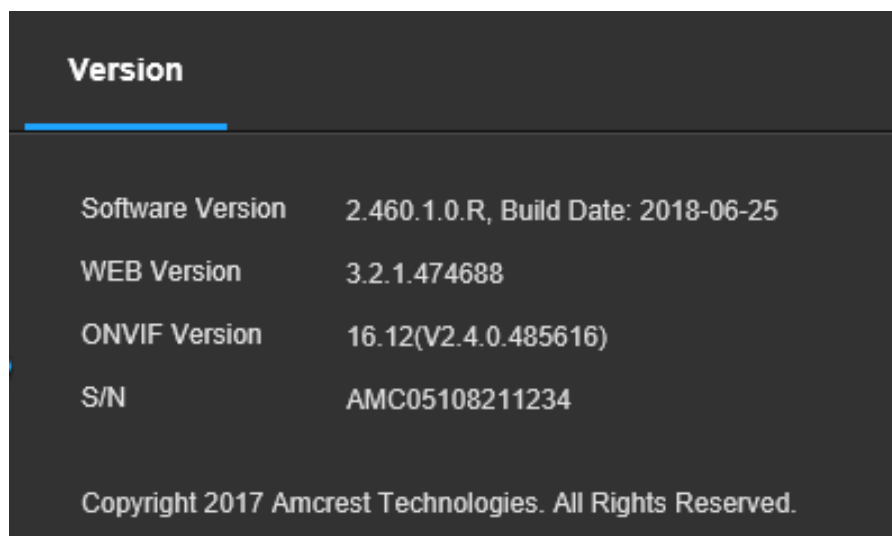 Version
Software Version 2.460.1.0.R, Build Date: 2018-06-25
WEB Version 3.2.1.474688
ONVIF Version 16.12(V2.4.0.485616)
S/N AMC05108211234
Copyright 2017 Amcrest Technologies. All Rights Reserved.